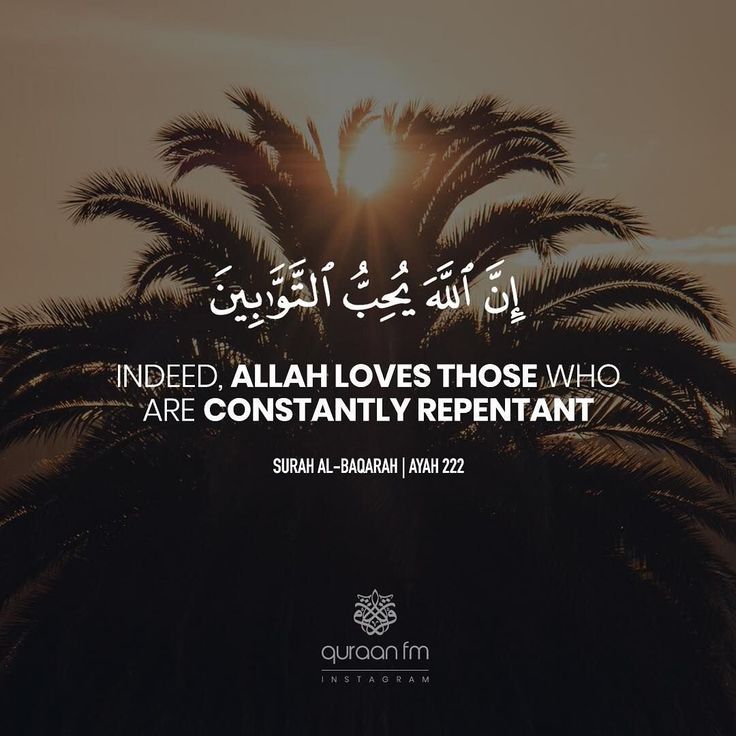 إِنَّ ٱللَّهَ يُحِبُّ ٱلتَّوَّٰبِينَ
INDEED, ALLAH LOVES THOSE WHO
ARE CONSTANTLY REPENTANT
SURAH AL-BAQARAH | AYAH 222
quraan fm
INSTAGRAM